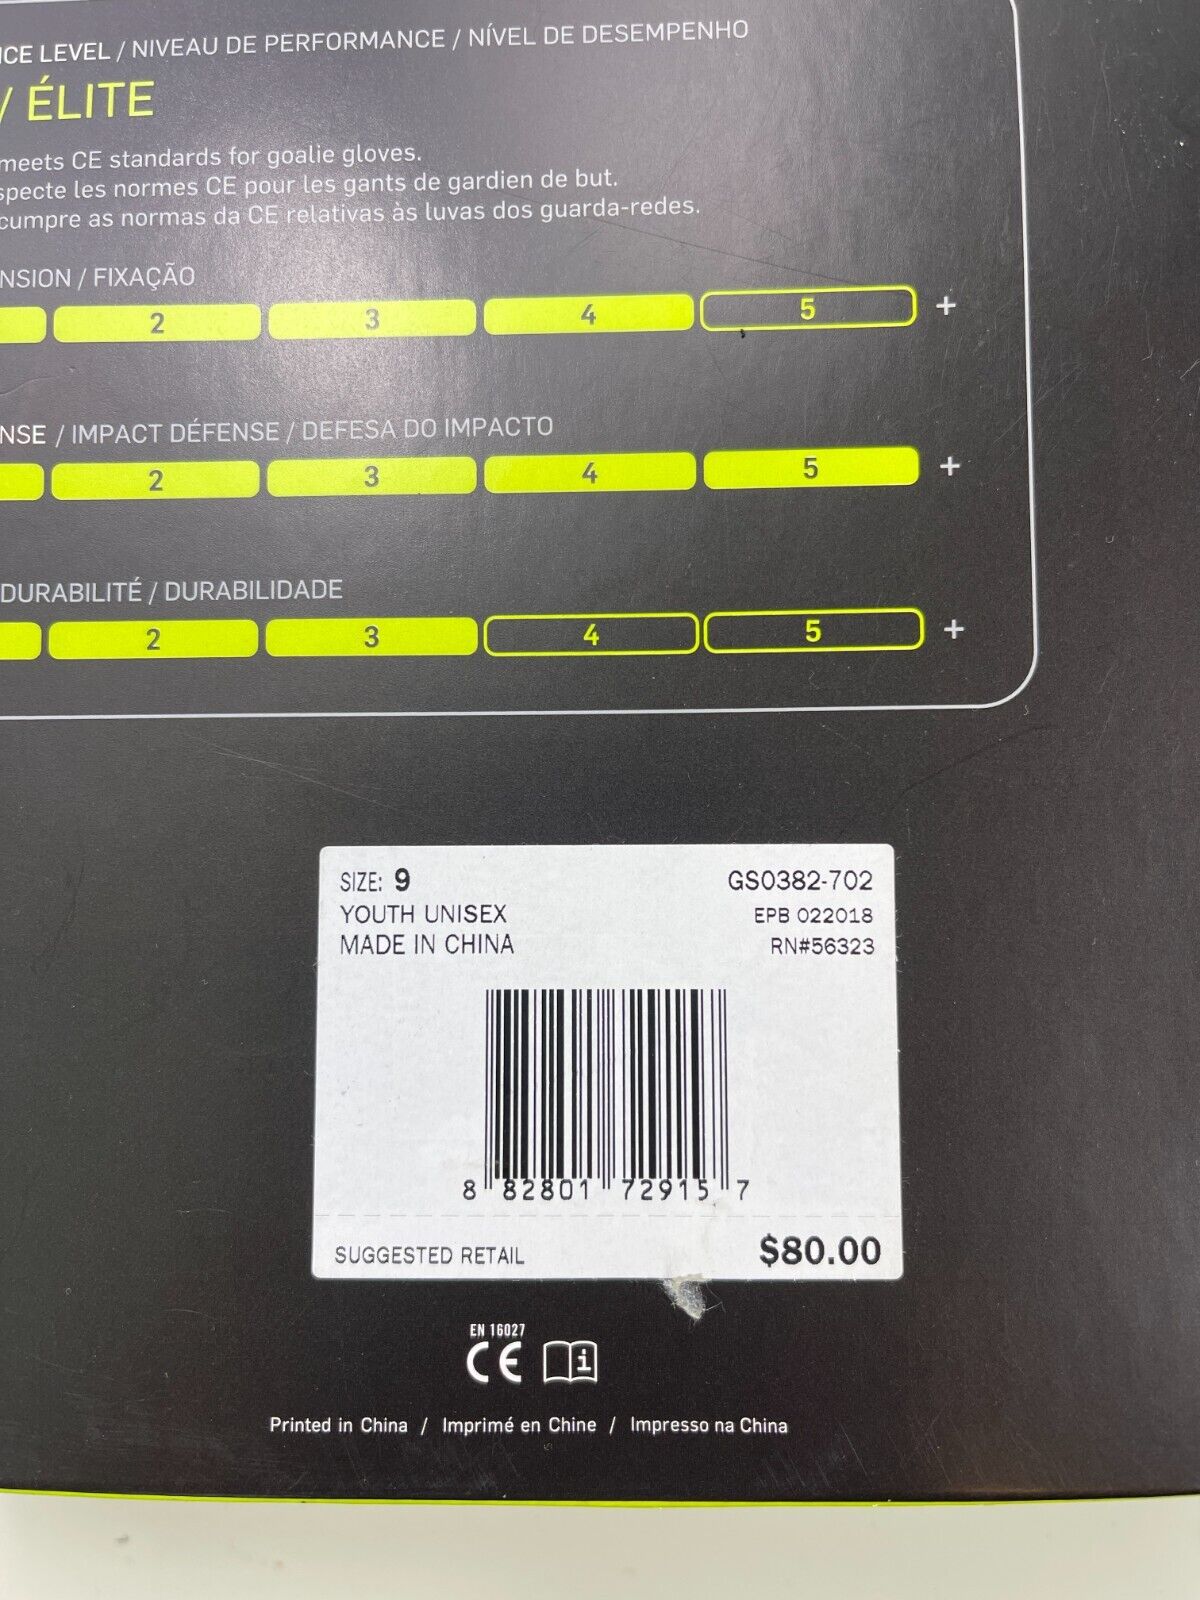 LEVEL / NIVEAU DE PERFORMANCE / NÍVEL DE DESEMPENHO
/ ÉLITE
meets CE standards for goalie gloves.
les normes CE pour les gants de gardien de but.
cumpre as normas da CE relativas às luvas dos guarda-redes.
/ FIXAÇÃO
2 3 4 5 +
/ IMPACT DÉFENSE / DEFESA DO IMPACTO
2 3 4 5 +
DURABILITÉ / DURABILIDADE
2 3 4 5 +
SIZE: 9 GS0382-702
YOUTH UNISEX EPB 022018
MADE IN CHINA RN#56323
8 82801 72915 7
SUGGESTED RETAIL $80.00
EN 16027
CE i
Printed in China / Imprimé en Chine / Impresso na China